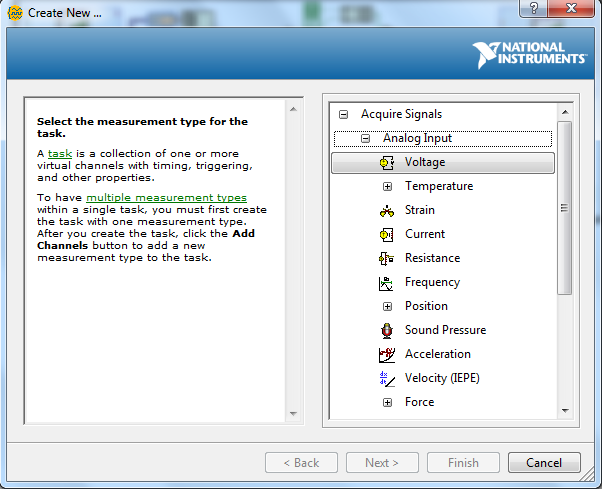 Create New ...
NATIONAL
INSTRUMENTS
Select the measurement type for the
task.
A task is a collection of one or more
virtual channels with timing, triggering,
and other properties.
To have multiple measurement types
within a single task, you must first create
the task with one measurement type.
After you create the task, click the Add
Channels button to add a new
measurement type to the task.
Acquire Signals
Analog Input
Voltage
Temperature
Strain
Current
Resistance
Frequency
Position
Sound Pressure
Acceleration
Velocity (IEPE)
Force
< Back
Next >
Finish
Cancel